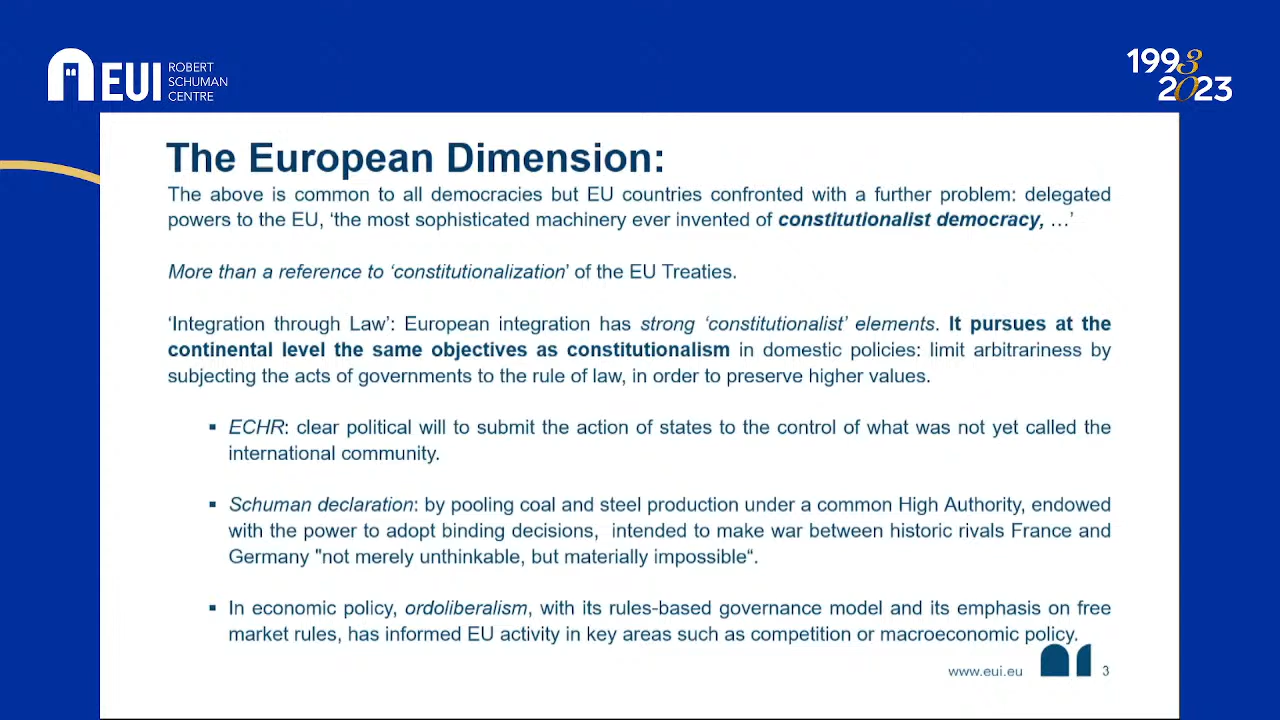 EUI
ROBERT
SCHUMAN
CENTRE
1993
2023
The European Dimension:
The above is common to all democracies but EU countries confronted with a further problem: delegated
powers to the EU, ‘the most sophisticated machinery ever invented of constitutionalist democracy, …’
More than a reference to ‘constitutionalization’ of the EU Treaties.
‘Integration through Law’: European integration has strong ‘constitutionalist’ elements. It pursues at the
continental level the same objectives as constitutionalism in domestic policies: limit arbitrariness by
subjecting the acts of governments to the rule of law, in order to preserve higher values.
▪ ECHR: clear political will to submit the action of states to the control of what was not yet called the
international community.
▪ Schuman declaration: by pooling coal and steel production under a common High Authority, endowed
with the power to adopt binding decisions,  intended to make war between historic rivals France and
Germany "not merely unthinkable, but materially impossible“.
▪ In economic policy, ordoliberalism, with its rules-based governance model and its emphasis on free
market rules, has informed EU activity in key areas such as competition or macroeconomic policy.
www.eui.eu
3